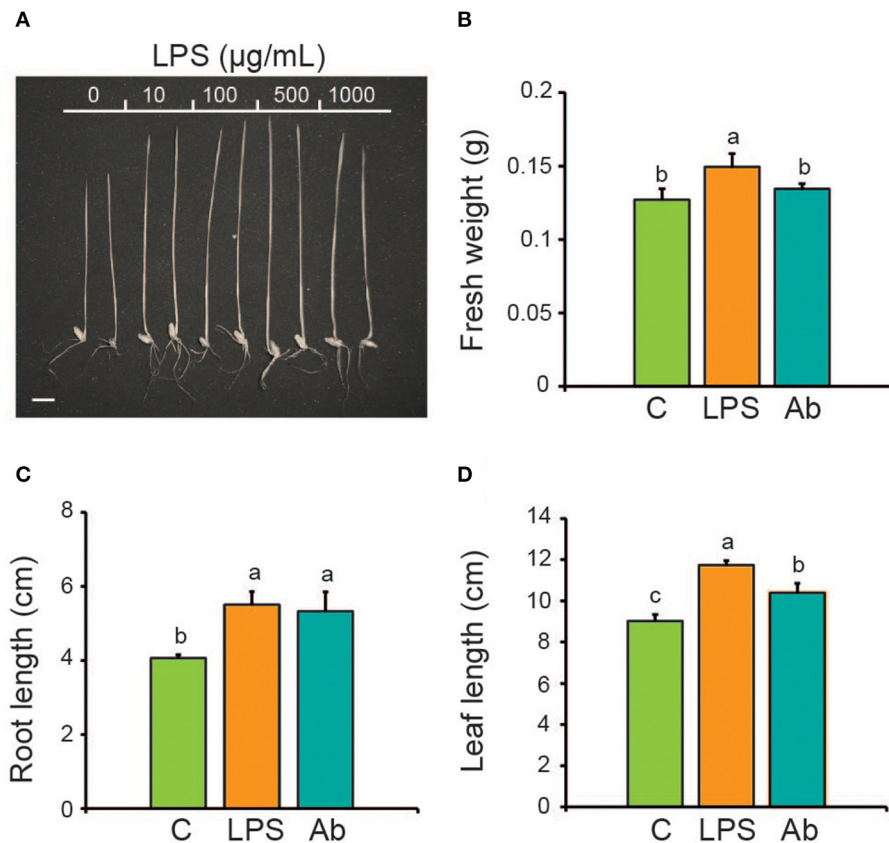 A
LPS (µg/mL)
0 10 100 500 1000
B
Fresh weight (g)
0.2
0.15
0.1
0.05
0
b
a
b
C LPS Ab
C
Root length (cm)
8
6
4
2
0
b
a
a
C LPS Ab
D
Leaf length (cm)
14
12
10
8
6
4
2
0
c
a
b
C LPS Ab